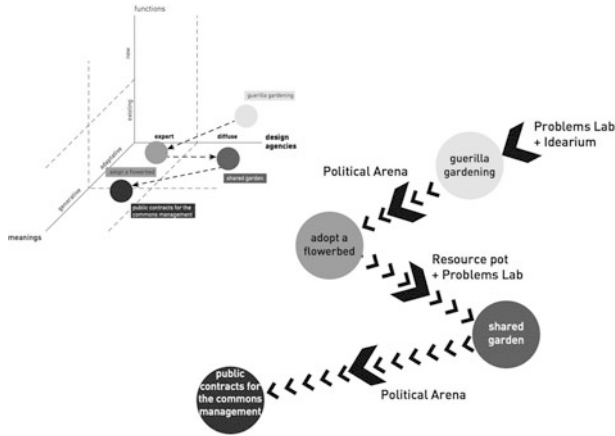 functions
new
existing
guerilla gardening
expert
diffuse
design
agencies
adaptative
generative
adopt a flowerbed
shared garden
public contracts for the
commons management
meanings
Problems Lab
+ Idearium
guerilla
gardening
Political Arena
adopt a
flowerbed
Resource pot
+ Problems Lab
shared
garden
public
contracts for
the commons
management
Political Arena